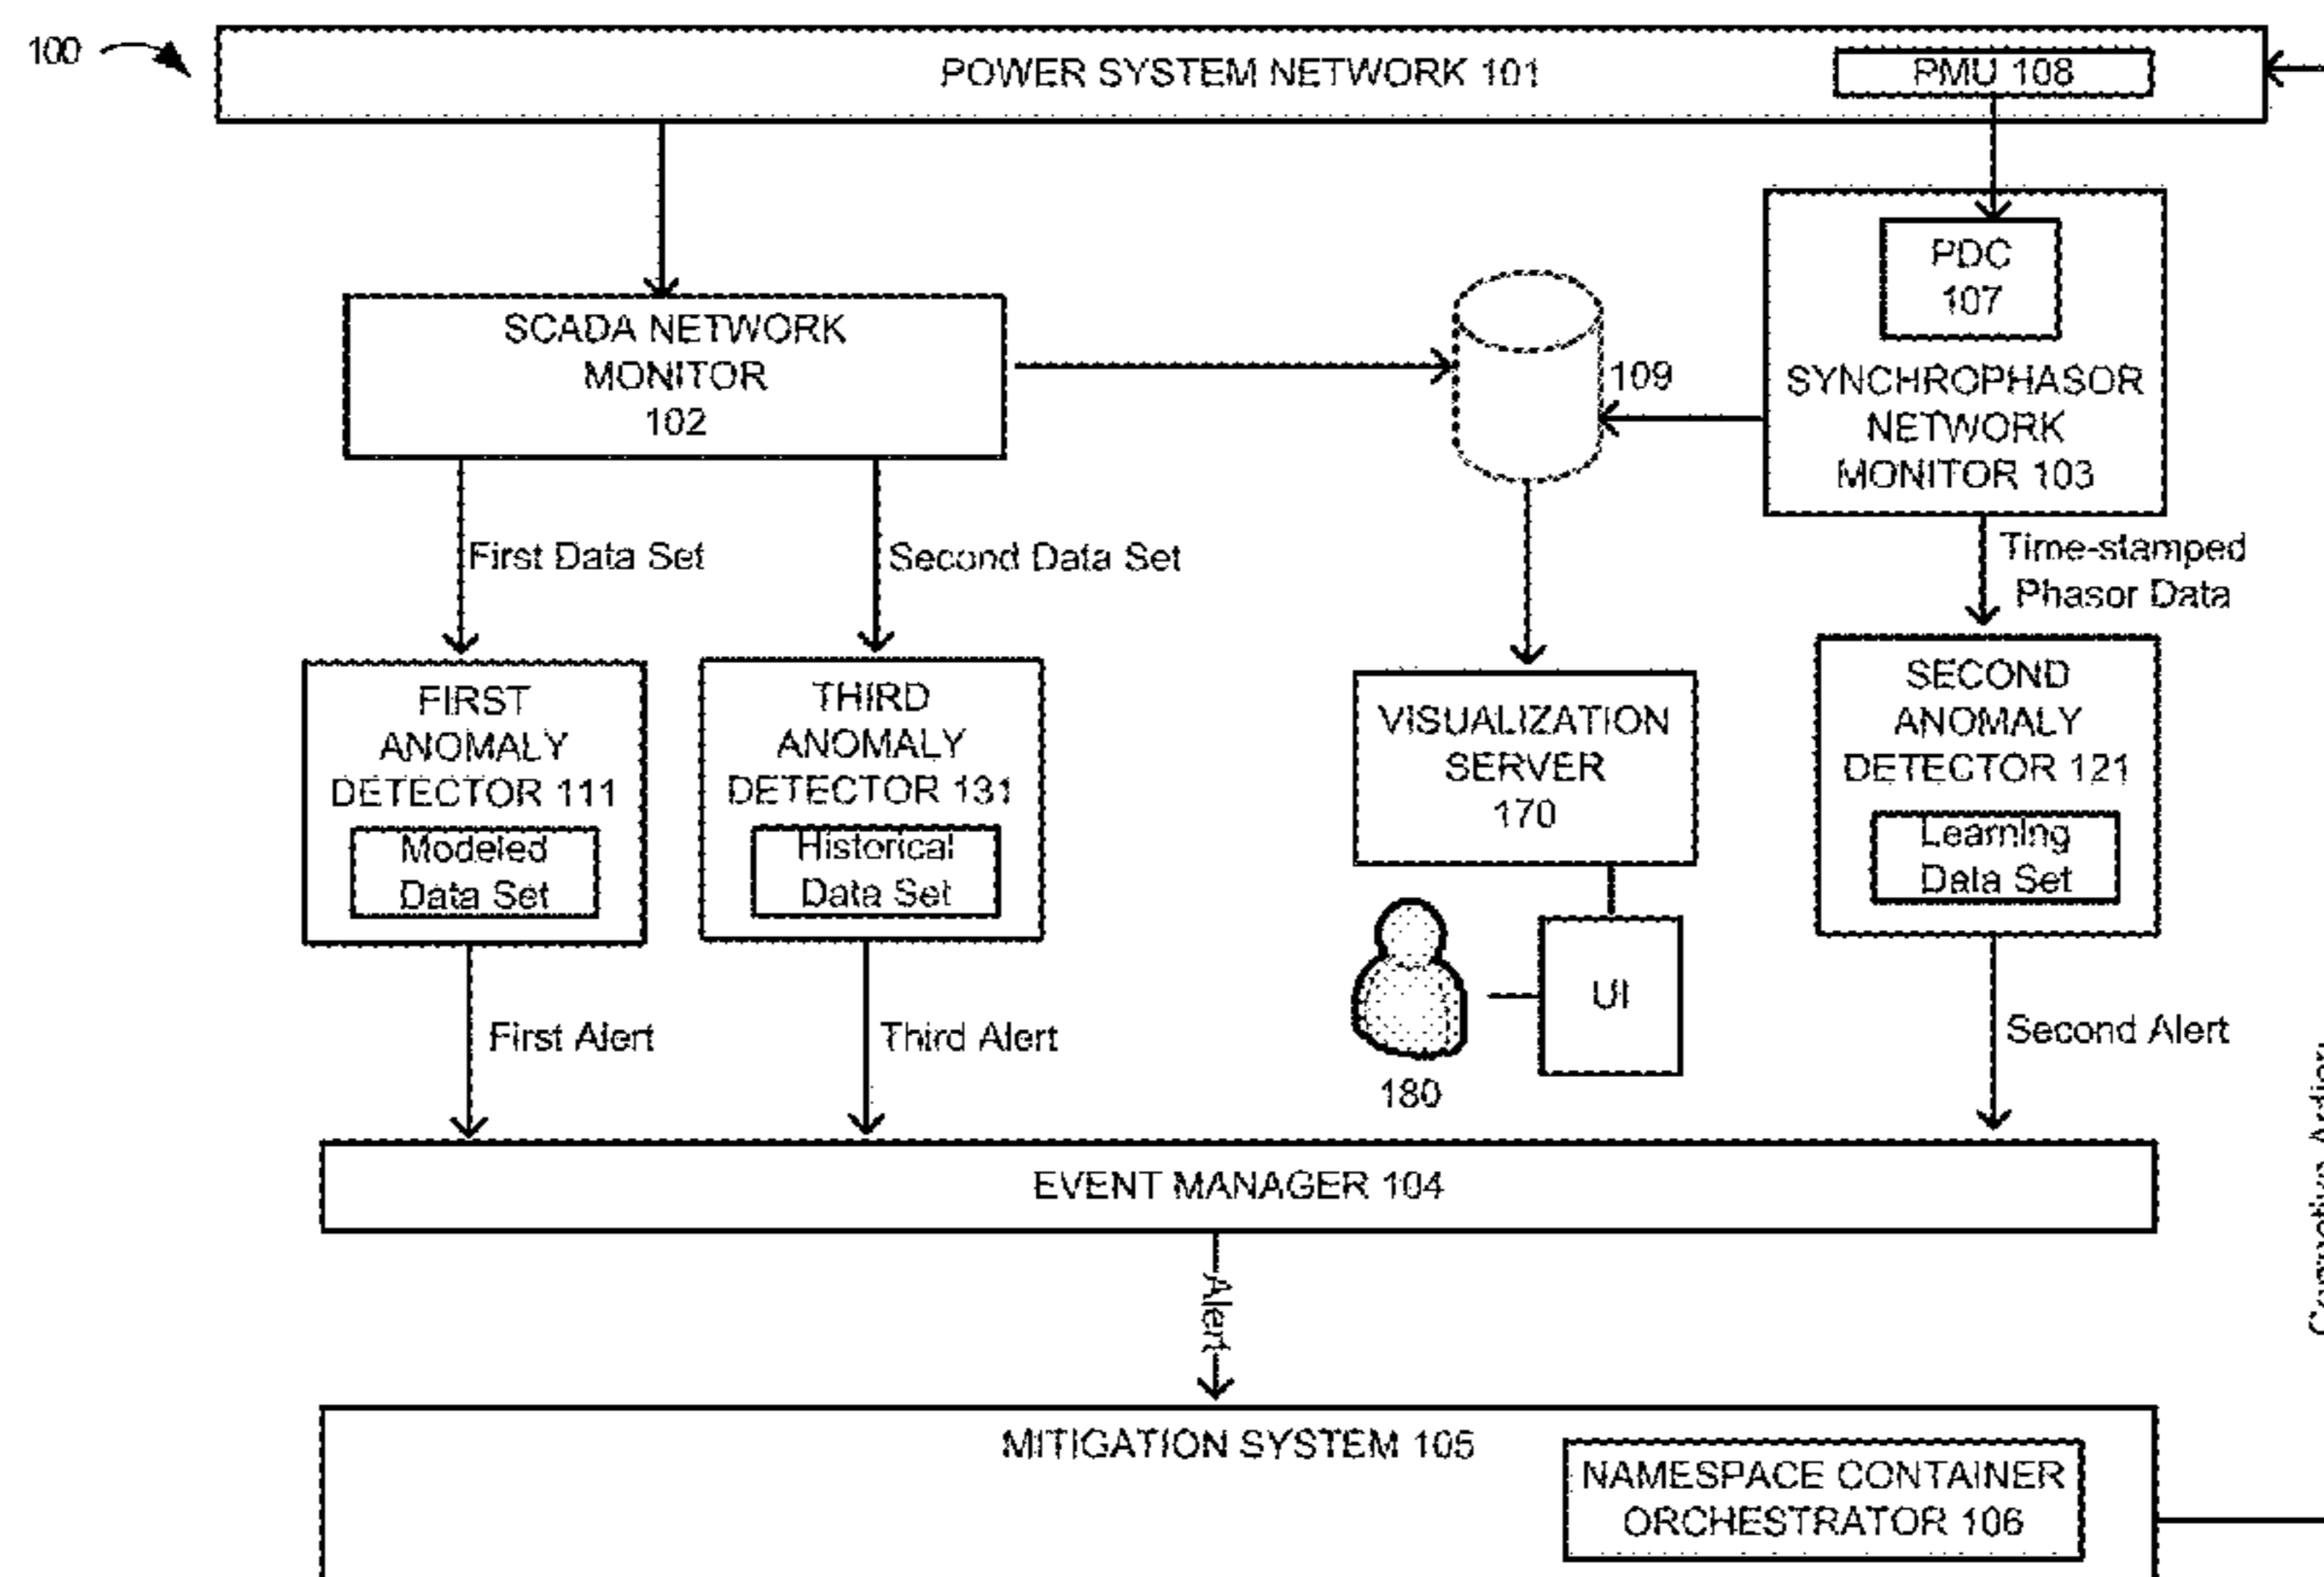 100
POWER SYSTEM NETWORK 101
PMU 108
PDC
107
SCADA NETWORK
MONITOR
102
109
SYNCHROPHASOR
NETWORK
MONITOR 103
First Data Set
Second Data Set
Time-stamped
Phasor Data
FIRST
ANOMALY
DETECTOR 111
Modeled
Data Set
THIRD
ANOMALY
DETECTOR 131
Historical
Data Set
VISUALIZATION
SERVER
170
SECOND
ANOMALY
DETECTOR 121
Learning
Data Set
UI
180
First Alert
Third Alert
Second Alert
EVENT MANAGER 104
Alert
MITIGATION SYSTEM 105
NAMESPACE CONTAINER
ORCHESTRATOR 106